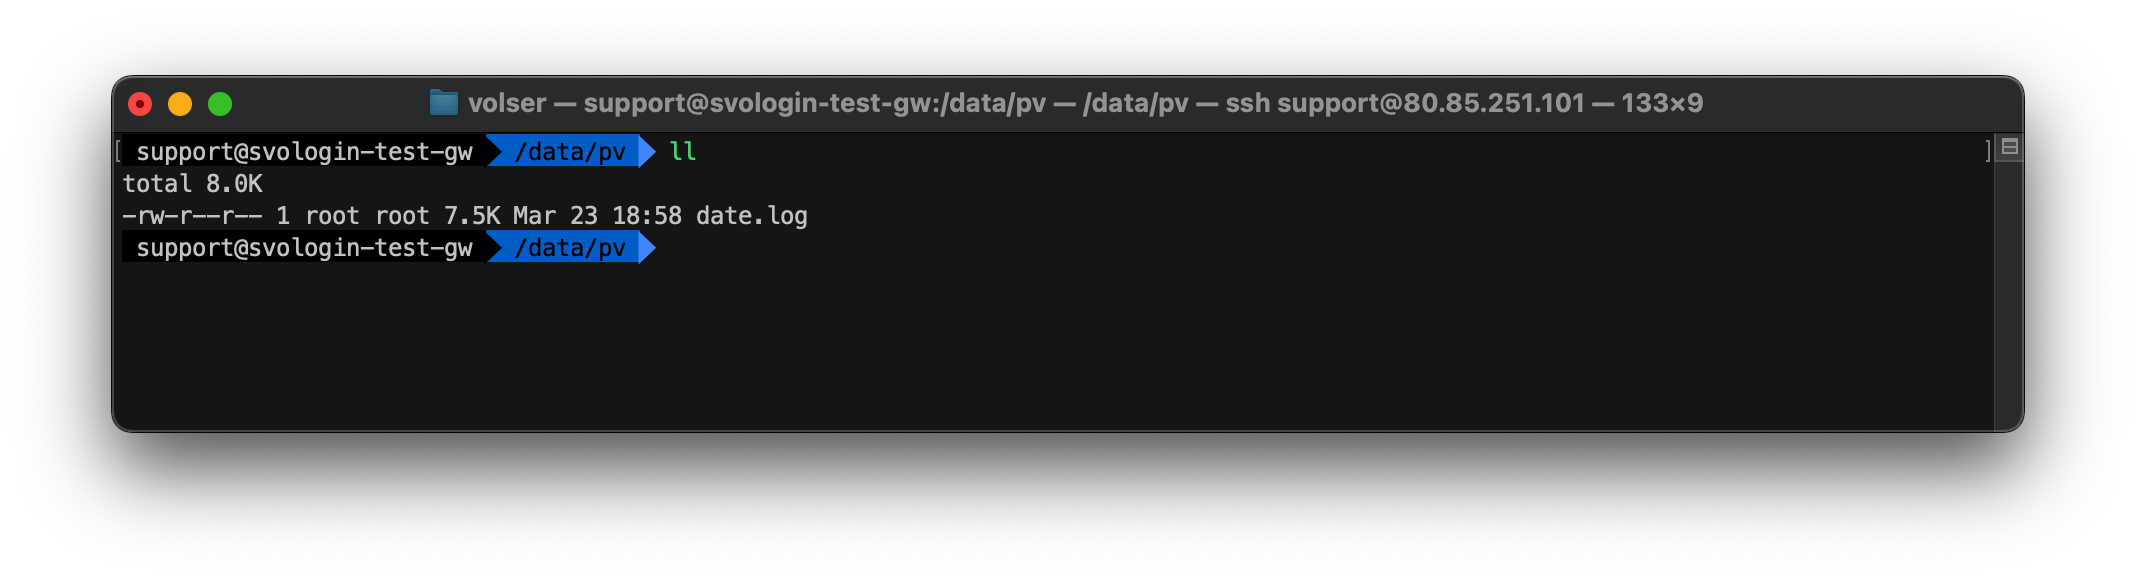 volser — support@svologin-test-gw:/data/pv — /data/pv — ssh support@80.85.251.101 — 133×9
[ support@svologin-test-gw /data/pv ll ]
total 8.0K
-rw-r--r-- 1 root root 7.5K Mar 23 18:58 date.log
support@svologin-test-gw /data/pv